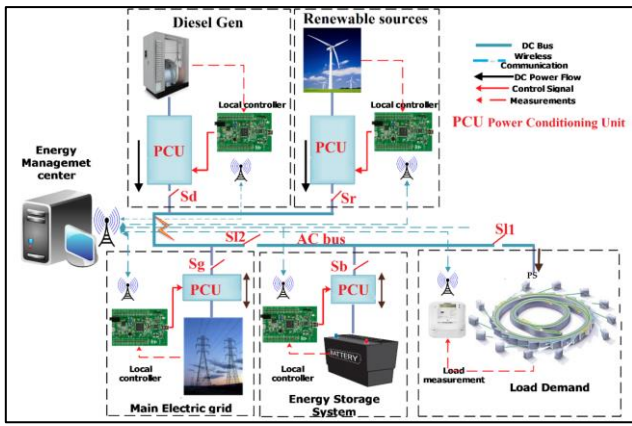 Diesel Gen
Renewable sources
DC Bus
Wireless
Communication
DC Power Flow
Control Signal
Measurements
PCU Power Conditioning Unit
Local controller
Local controller
PCU
PCU
Energy
Managemet
center
Sd
Sr
Sl2
AC bus
Sl1
Sg
Sb
PS
PCU
PCU
BATTERY
Local
controller
Local
controller
Load
measurement
Load Demand
Main Electric grid
Energy Storage
System